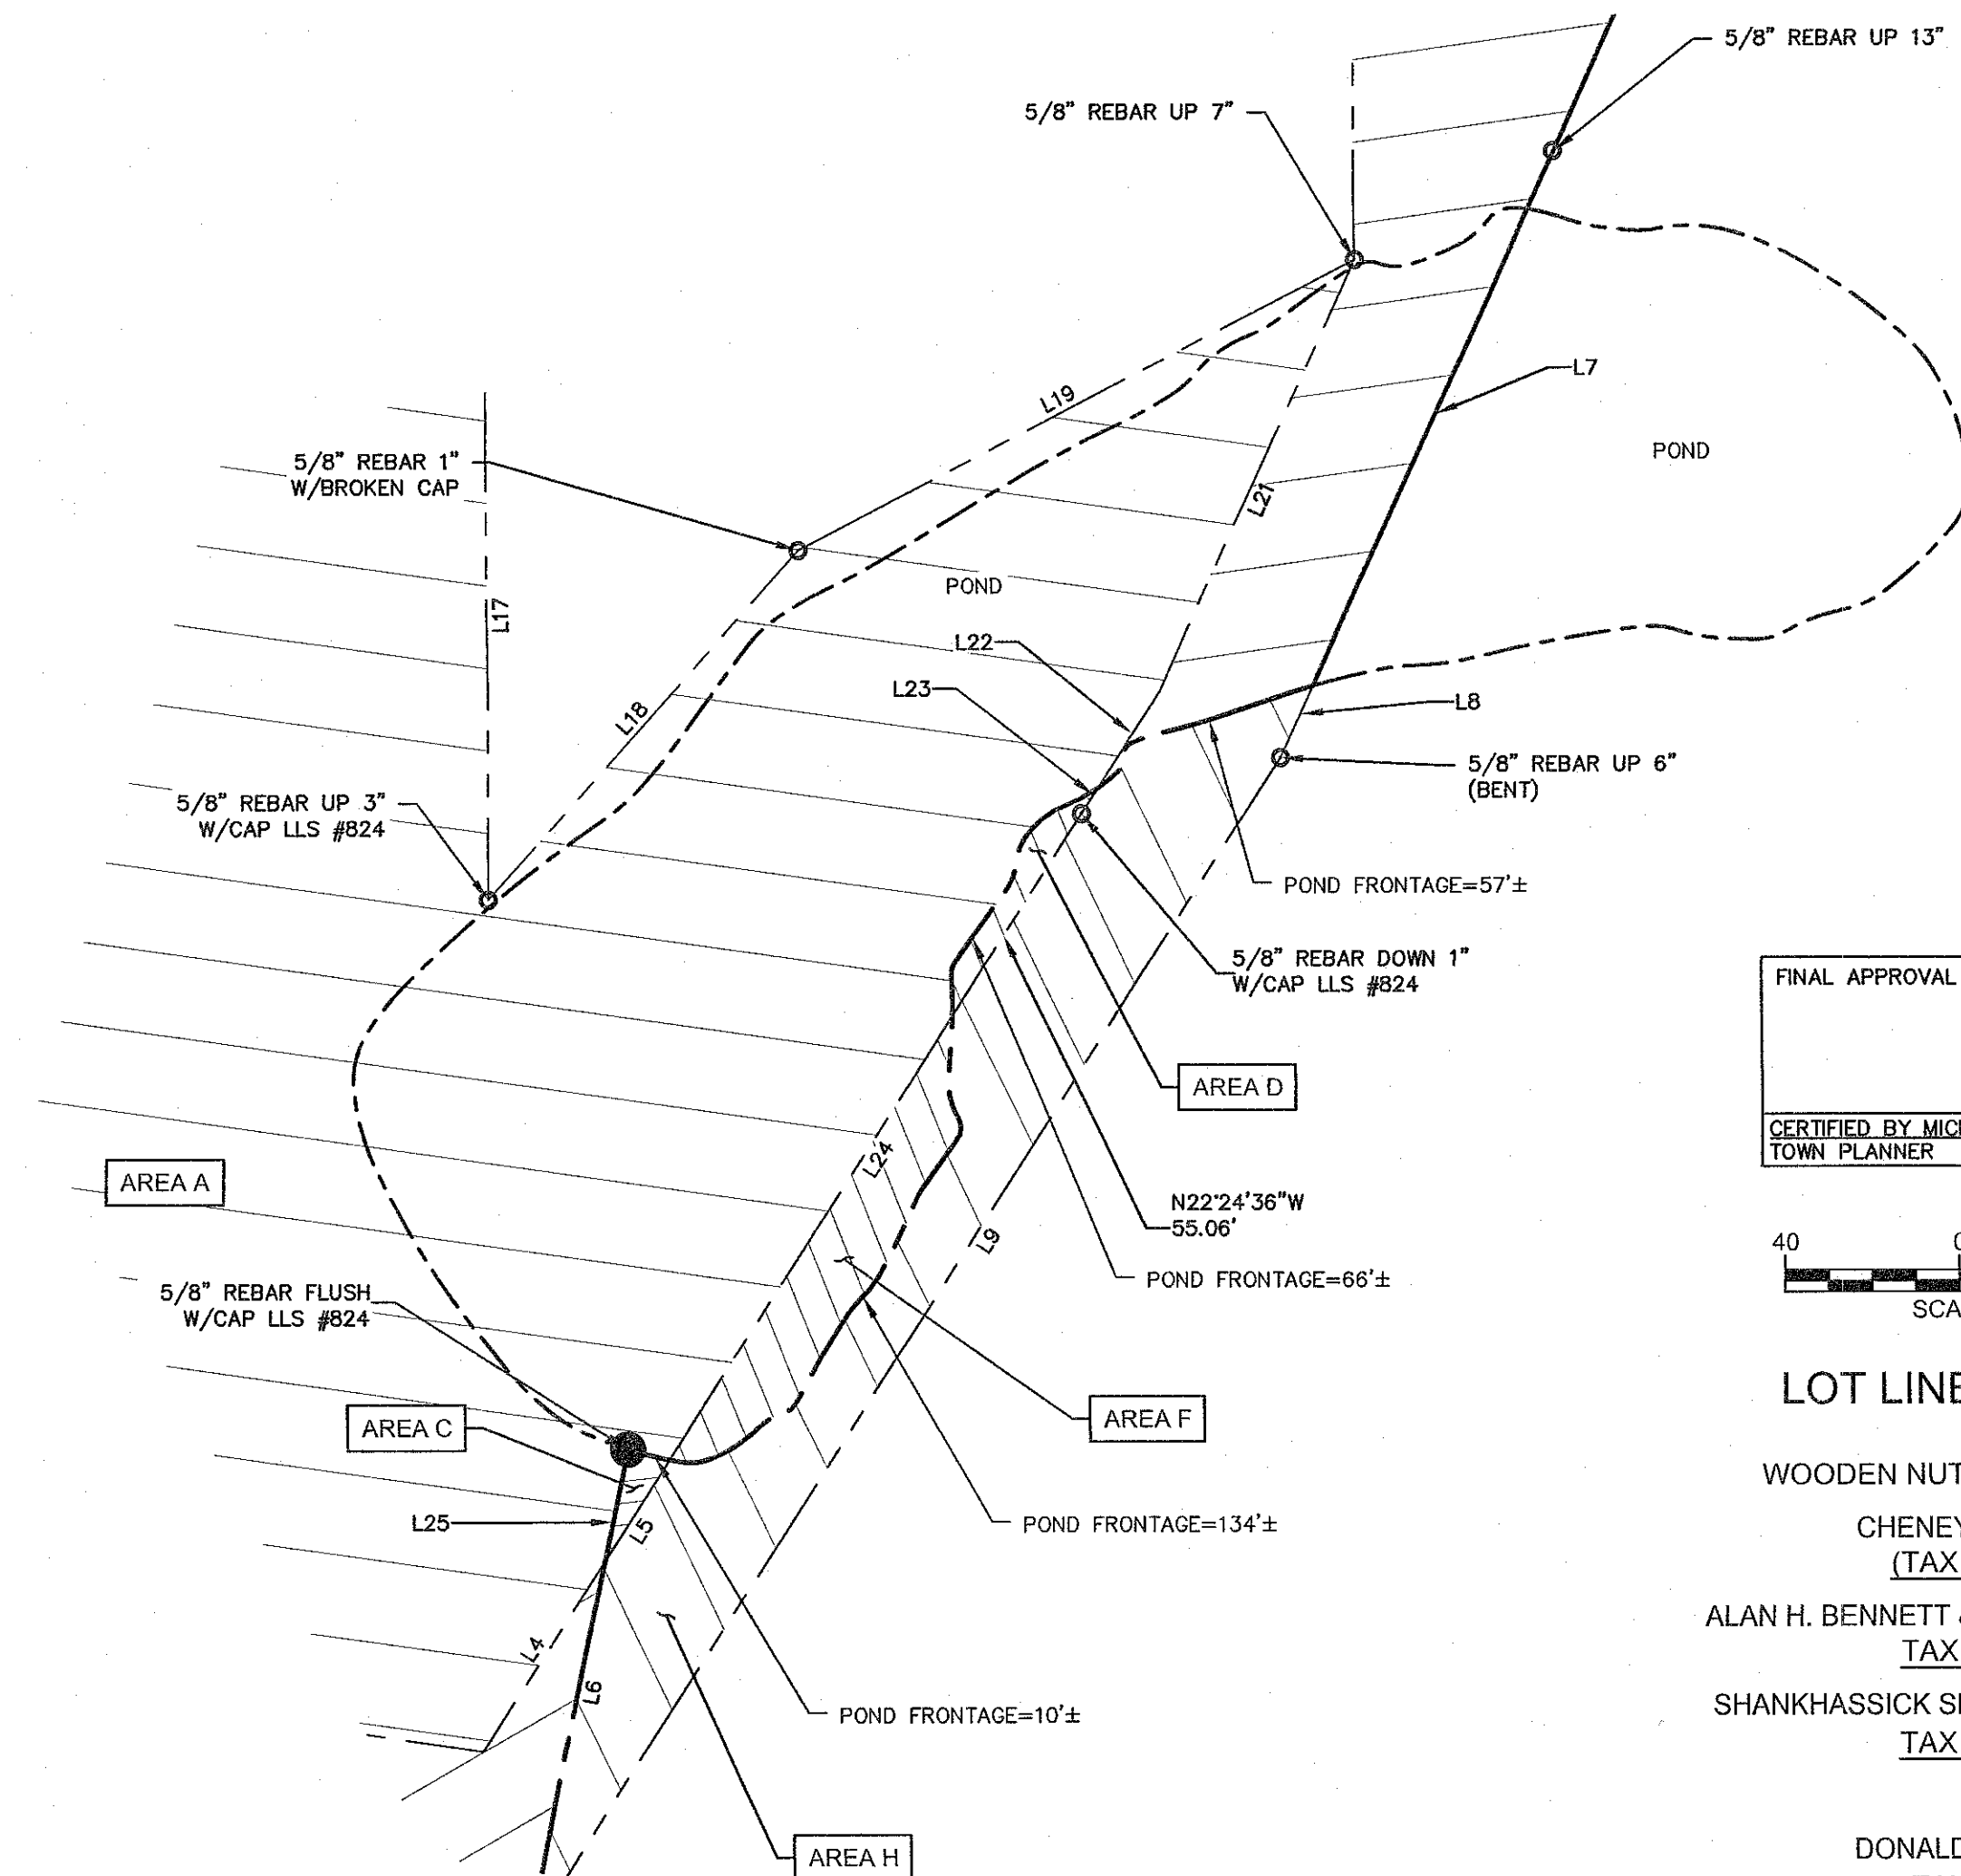 5/8" REBAR UP 13"
5/8" REBAR UP 7"
L7
L19
POND
5/8" REBAR 1"
W/BROKEN CAP
L21
L17
POND
L22
L23
L18
L8
5/8" REBAR UP 6"
(BENT)
5/8" REBAR UP 3"
W/CAP LLS #824
POND FRONTAGE=57'±
5/8" REBAR DOWN 1"
W/CAP LLS #824
FINAL APPROVAL
AREA D
CERTIFIED BY
TOWN PLANNER
L24
AREA A
N22°24'36"W
55.06'
L9
40
POND FRONTAGE=66'±
5/8" REBAR FLUSH
W/CAP LLS #824
LOT
AREA C
AREA F
WOODEN NUT
L25
L5
POND FRONTAGE=134'±
(TAX
ALAN H. BENNETT
TAX
L4
L6
SHANKHASSICK
POND FRONTAGE=10'±
TAX
DONALD
AREA H